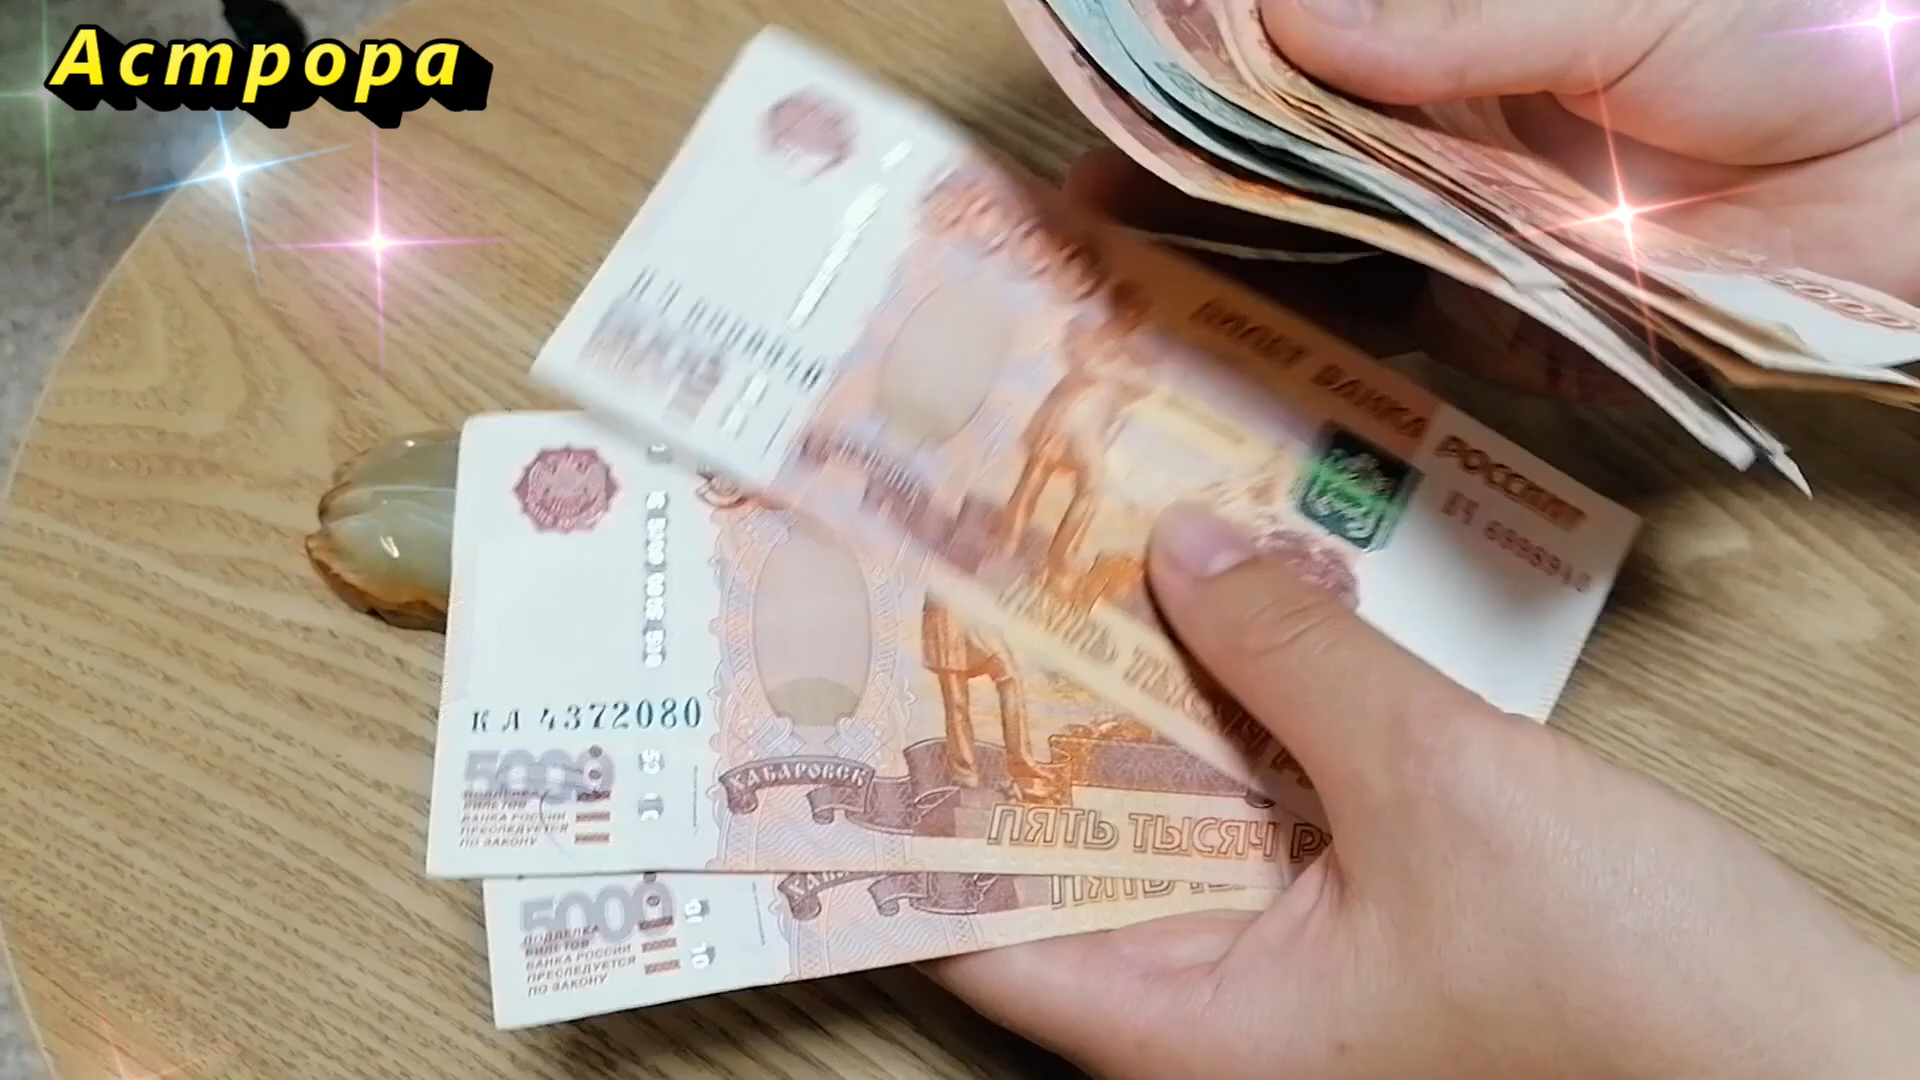 Астрора
5000
БИЛЕТ БАНКА РОССИИ
КА 4372080
5000
ПОДДЕЛКА
БИЛЕТОВ
БАНКА РОССИИ
ПРЕСЛЕДУЕТСЯ
ПО ЗАКОНУ
ХАБАРОВСК
ПЯТЬ ТЫСЯЧ
5000
ПОДДЕЛКА
БИЛЕТОВ
БАНКА РОССИИ
ПРЕСЛЕДУЕТСЯ
ПО ЗАКОНУ